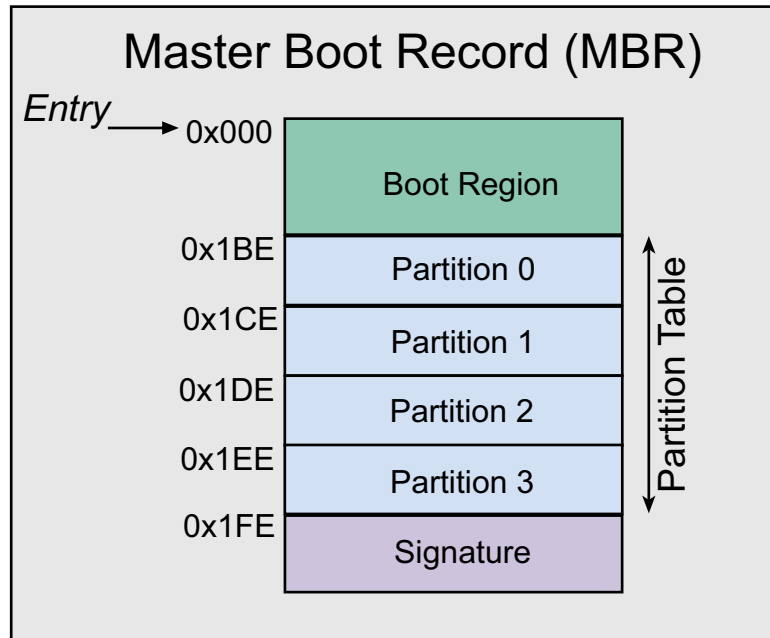 Master Boot Record (MBR)
Entry
0x000
Boot Region
0x1BE
Partition 0
0x1CE
Partition 1
0x1DE
Partition 2
0x1EE
Partition 3
0x1FE
Signature
Partition Table